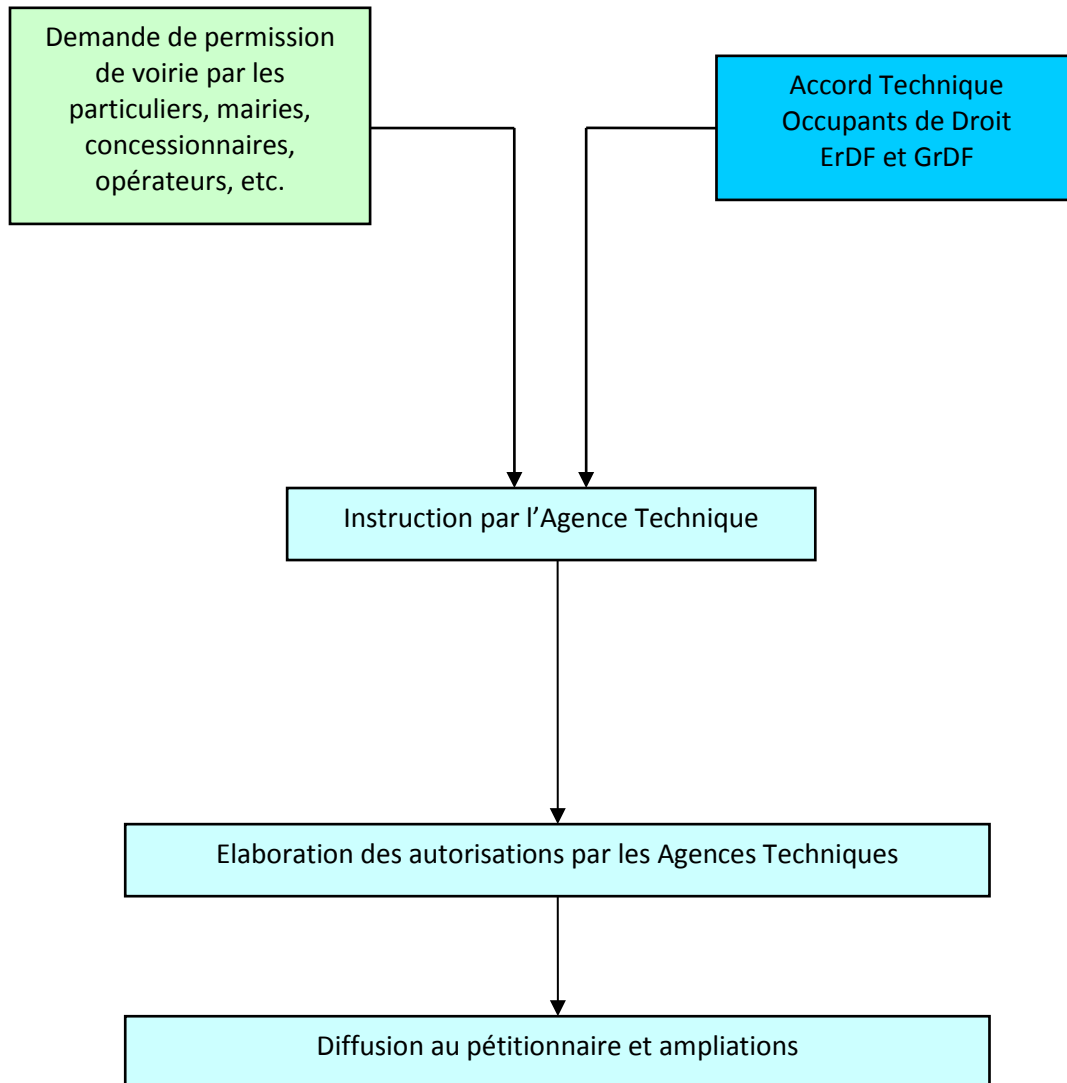 Demande de permission
de voirie par les
particuliers, mairies,
concessionnaires,
opérateurs, etc.
Accord Technique
Occupants de Droit
ErDF et GrDF
Instruction par l’Agence Technique
Elaboration des autorisations par les Agences Techniques
Diffusion au pétitionnaire et ampliations